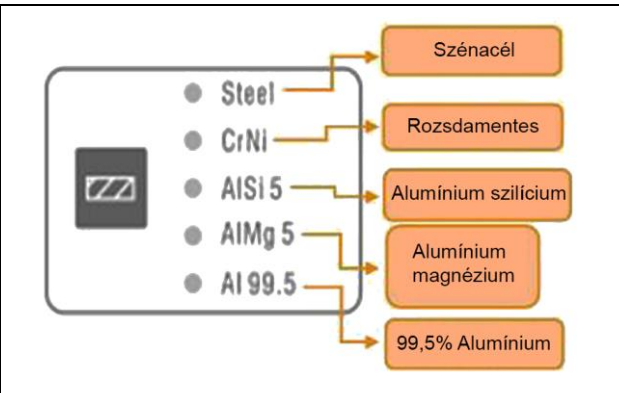 Steel
Szénacél
CrNi
Rozsdamentes
AlSi 5
Alumínium szilícium
AlMg 5
Alumínium
magnézium
Al 99.5
99,5% Alumínium